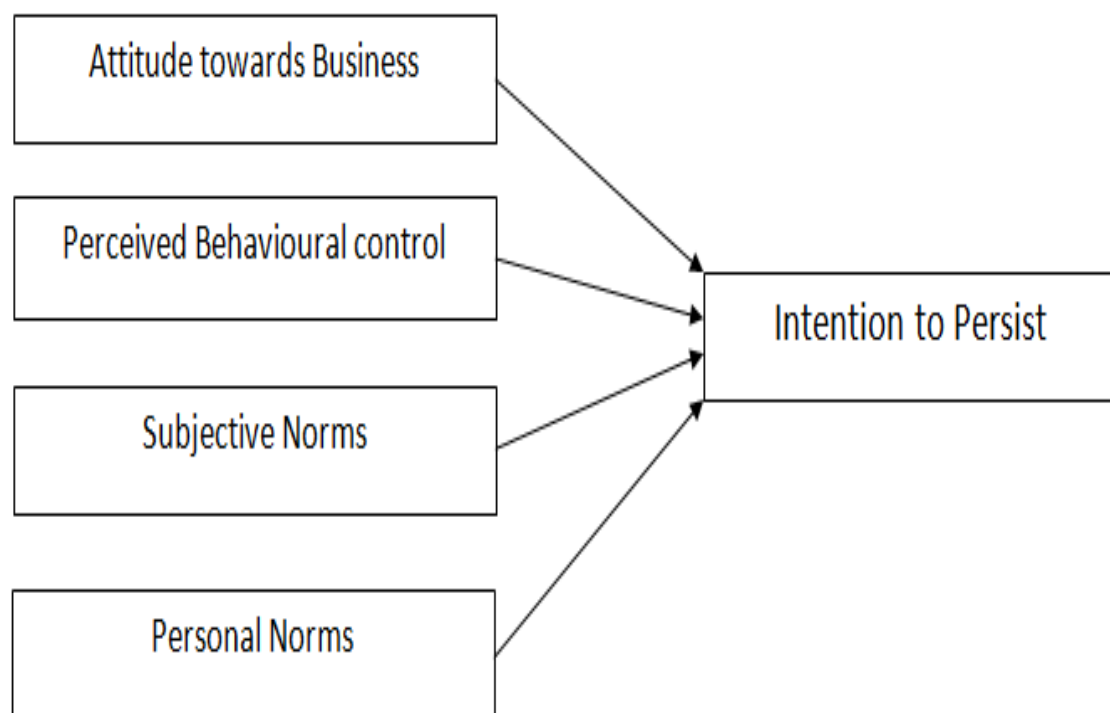 Attitude towards Business
Perceived Behavioural control
Intention to Persist
Subjective Norms
Personal Norms